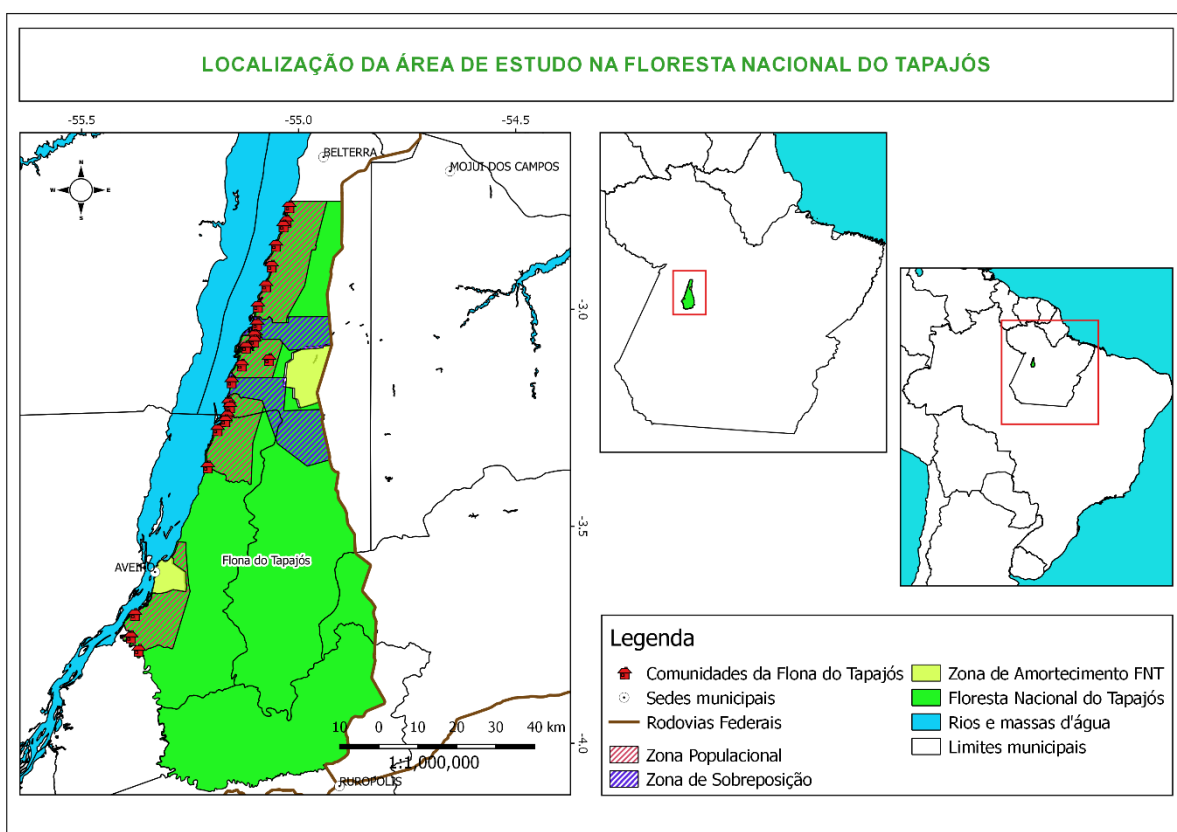 LOCALIZAÇÃO DA ÁREA DE ESTUDO NA FLORESTA NACIONAL DO TAPAJÓS
-55.5 -55.0 -54.5
N
W E
S
BELTERRA
MOJUI DOS CAMPOS
-3.0
-3.5
AVEIRO
Flona do Tapajós
-4.0
10 0 10 20 30 40 km
1:1,000,000
RUROPOLIS
Legenda
Comunidades da Flona do Tapajós
Sedes municipais
Rodovias Federais
Zona Populacional
Zona de Sobreposição
Zona de Amortecimento FNT
Floresta Nacional do Tapajós
Rios e massas d'água
Limites municipais